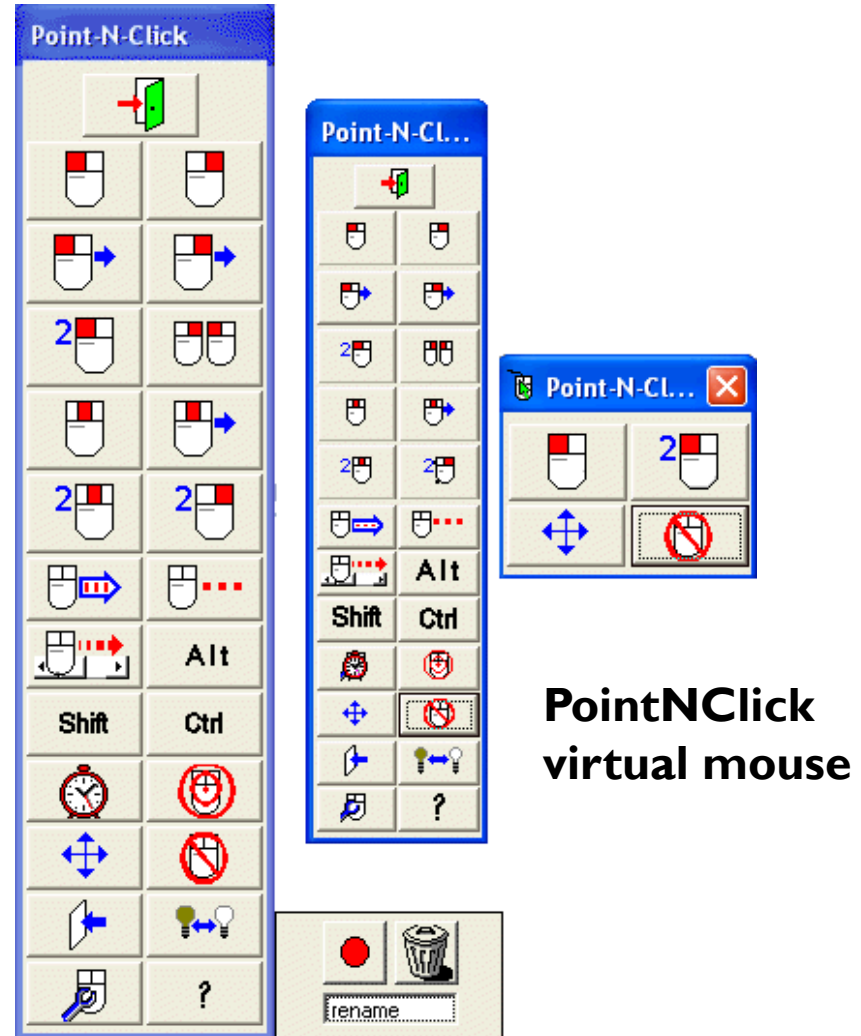 Point-N-Click
2
2 2
Alt
Shift Ctrl
?
Point-N-Cl...
2
2 2
Alt
Shift Ctrl
?
Point-N-Cl...
2
PointNClick
virtual mouse
rename